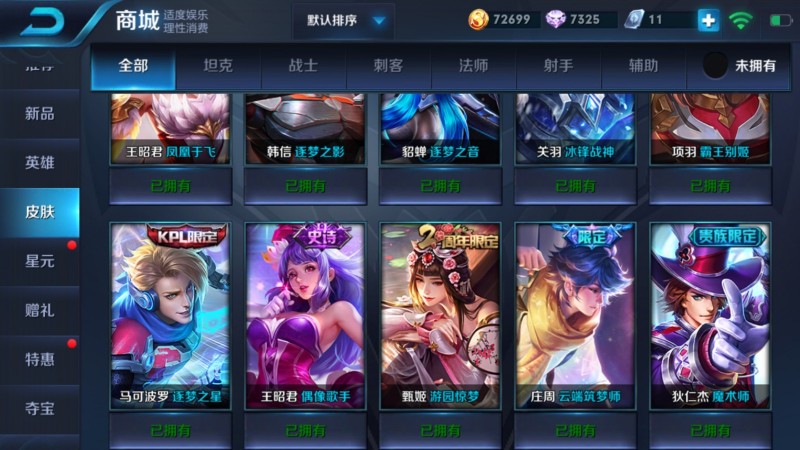 商城
适度娱乐
理性消费
默认排序
72699
7325
11
全部
坦克
战士
刺客
法师
射手
辅助
未拥有
推荐
新品
英雄
皮肤
星元
赠礼
特惠
夺宝
王昭君 凤凰于飞
韩信 逐梦之影
貂蝉 逐梦之音
关羽 冰锋战神
项羽 霸王别姬
已拥有
已拥有
已拥有
已拥有
已拥有
KPL限定
史诗
2周年限定
限定
贵族限定
马可波罗 逐梦之星
王昭君 偶像歌手
甄姬 游园惊梦
庄周 云端筑梦师
狄仁杰 魔术师
已拥有
已拥有
已拥有
已拥有
已拥有